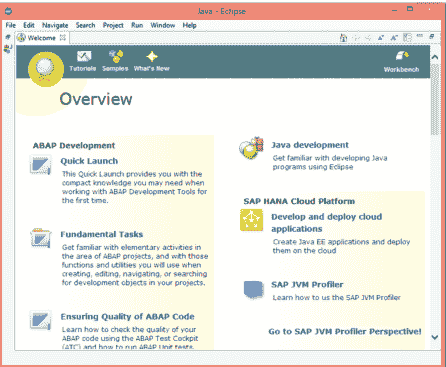 Java - Eclipse
File Edit Navigate Search Project Run Window Help
Welcome
Tutorials Samples What's New
Workbench
Overview
ABAP Development
Quick Launch
This Quick Launch provides you with the
compact knowledge you may need when
working with ABAP Development Tools for
the first time.
Fundamental Tasks
Get familiar with elementary activities in
the area of ABAP projects, and with those
functions and utilities you will use when
creating, editing, navigating, or searching
for development objects in your projects.
Ensuring Quality of ABAP Code
Learn how to check the quality of your
ABAP code using the ABAP Test Cockpit
(ATC) and how to run ABAP Unit tests
Java development
Get familiar with developing Java
programs using Eclipse
SAP HANA Cloud Platform
Develop and deploy cloud
applications
Create Java EE applications and deploy
them on the cloud
SAP JVM Profiler
Learn how to us the SAP JVM Profiler
Go to SAP JVM Profiler Perspective!